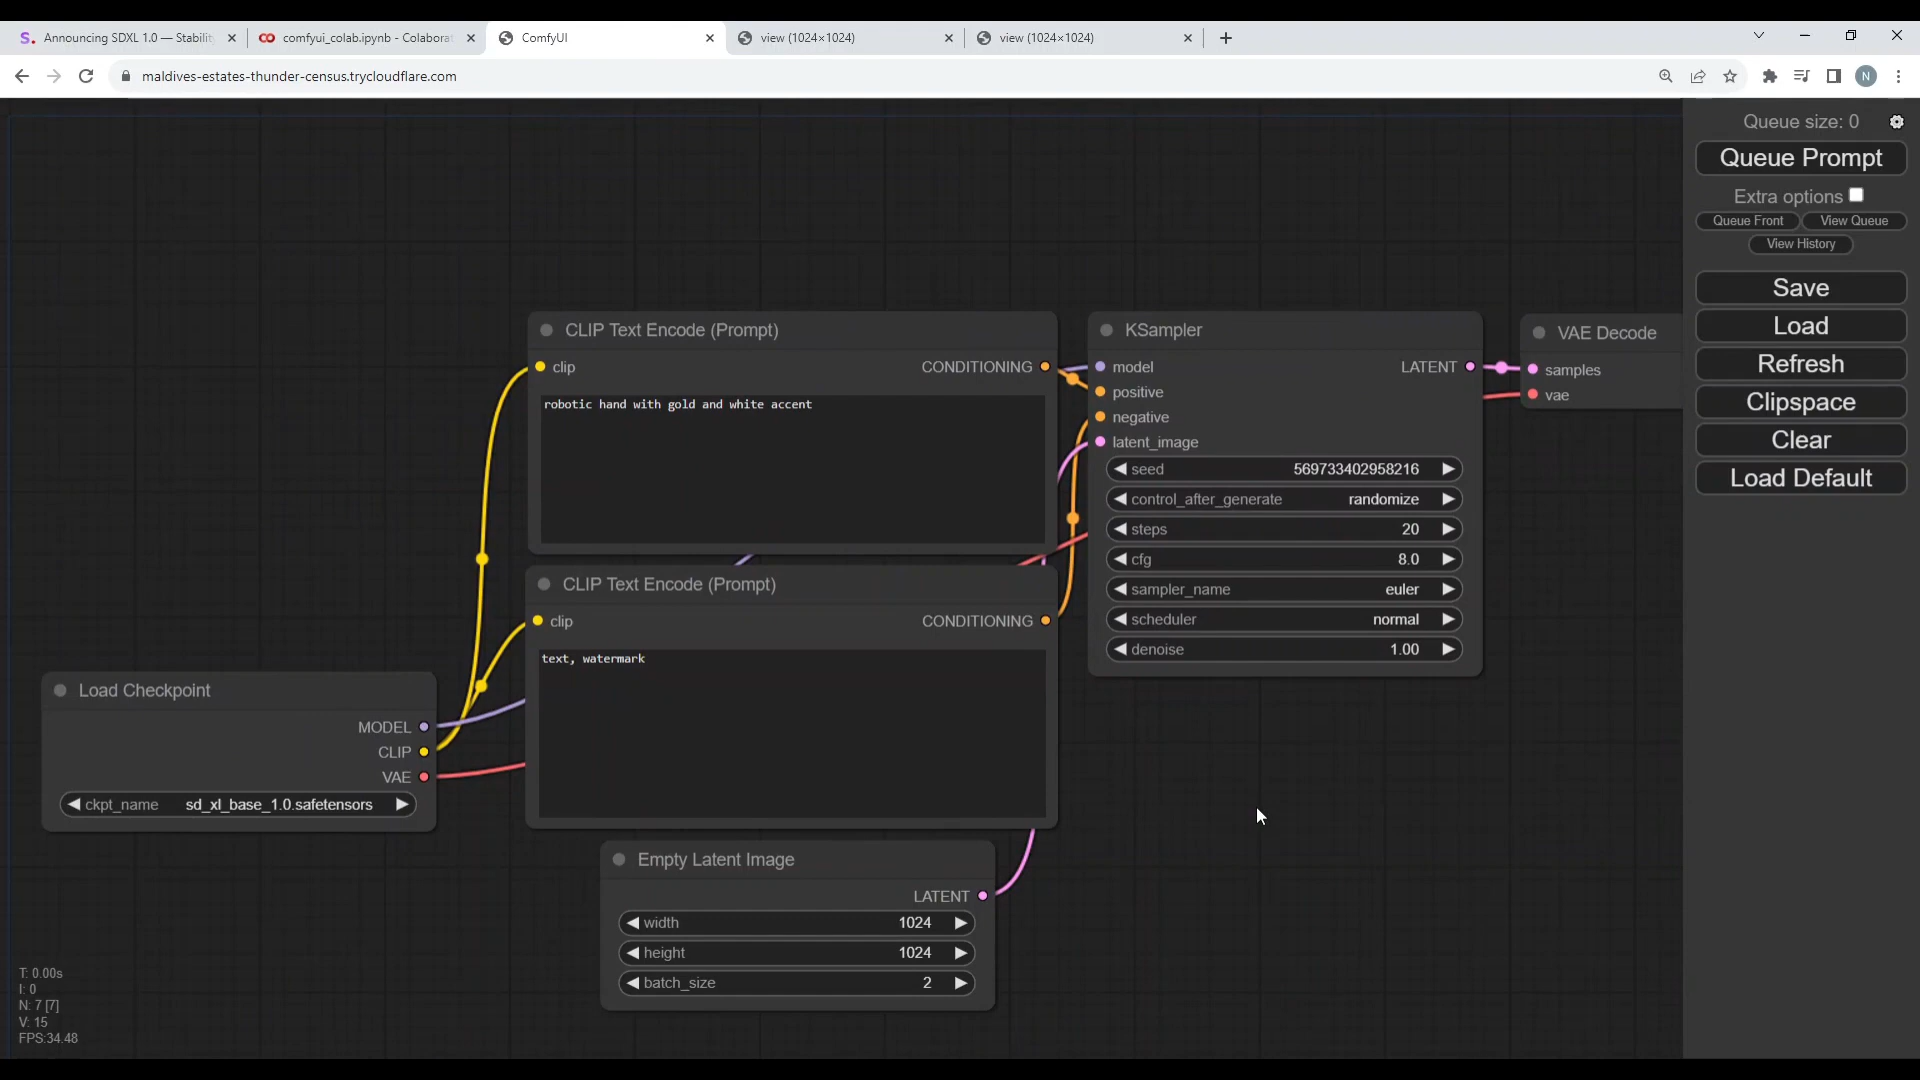 Announcing SDXL 1.0 — Stability
comfyui_colab.ipynb - Colabora
ComfyUI
view (1024×1024)
view (1024×1024)
maldives-estates-thunder-census.trycloudflare.com
N
Queue size: 0
Queue Prompt
Extra options
Queue Front
View Queue
View History
Save
Load
Refresh
Clipspace
Clear
Load Default
CLIP Text Encode (Prompt)
clip
CONDITIONING
robotic hand with gold and white accent
KSampler
model
LATENT
positive
negative
latent_image
seed 569733402958216
control_after_generate randomize
steps 20
cfg 8.0
sampler_name euler
scheduler normal
denoise 1.00
VAE Decode
samples
vae
CLIP Text Encode (Prompt)
clip
CONDITIONING
text, watermark
Load Checkpoint
MODEL
CLIP
VAE
ckpt_name sd_xl_base_1.0.safetensors
Empty Latent Image
LATENT
width 1024
height 1024
batch_size 2
T: 0.00s
I: 0
N: 7 [7]
V: 15
FPS:34.48